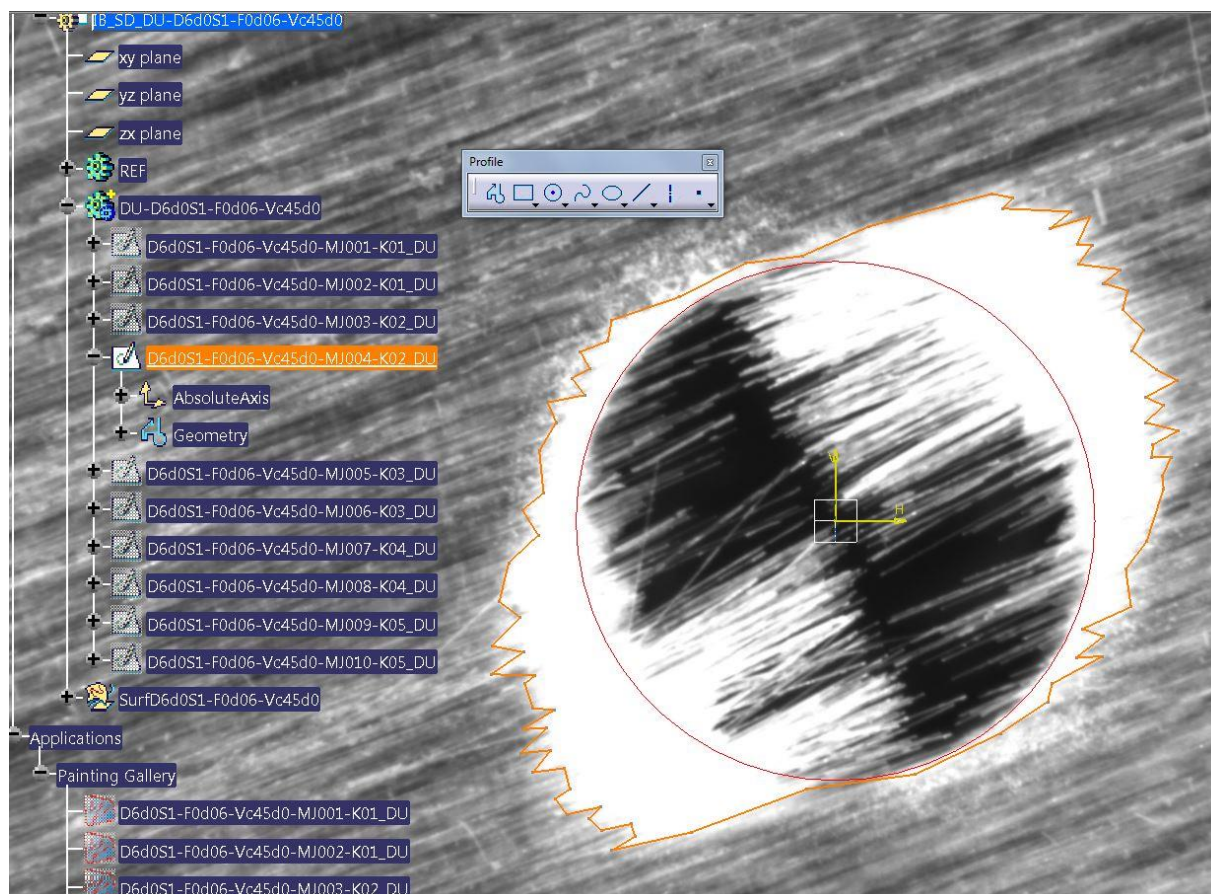 JB_SD_DU-D6d0S1-F0d06-Vc45d0
xy plane
yz plane
zx plane
REF
DU-D6d0S1-F0d06-Vc45d0
D6d0S1-F0d06-Vc45d0-MJ001-K01_DU
D6d0S1-F0d06-Vc45d0-MJ002-K01_DU
D6d0S1-F0d06-Vc45d0-MJ003-K02_DU
D6d0S1-F0d06-Vc45d0-MJ004-K02_DU
AbsoluteAxis
Geometry
D6d0S1-F0d06-Vc45d0-MJ005-K03_DU
D6d0S1-F0d06-Vc45d0-MJ006-K03_DU
D6d0S1-F0d06-Vc45d0-MJ007-K04_DU
D6d0S1-F0d06-Vc45d0-MJ008-K04_DU
D6d0S1-F0d06-Vc45d0-MJ009-K05_DU
D6d0S1-F0d06-Vc45d0-MJ010-K05_DU
SurfD6d0S1-F0d06-Vc45d0
Applications
Painting Gallery
D6d0S1-F0d06-Vc45d0-MJ001-K01_DU
D6d0S1-F0d06-Vc45d0-MJ002-K01_DU
D6d0S1-F0d06-Vc45d0-MJ003-K02_DU
Profile
V
H